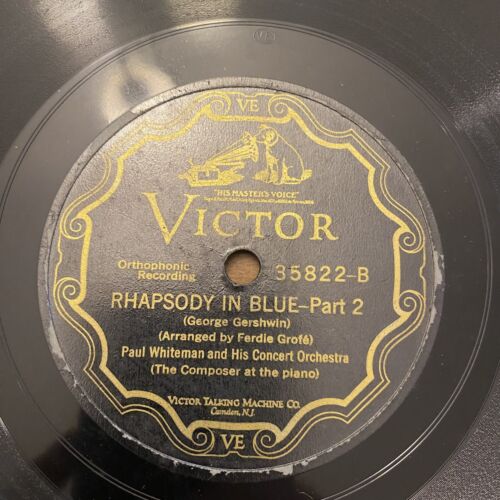 VE
VE
"HIS MASTER'S VOICE"
VICTOR
Orthophonic
Recording
35822-B
RHAPSODY IN BLUE–Part 2
(George Gershwin)
(Arranged by Ferdie Grofé)
Paul Whiteman and His Concert Orchestra
(The Composer at the piano)
VICTOR TALKING MACHINE CO.
Camden, N.J.
VE